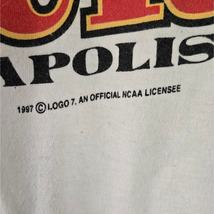 APOLIS
1997 © LOGO 7. AN OFFICIAL NCAA LICENSEE